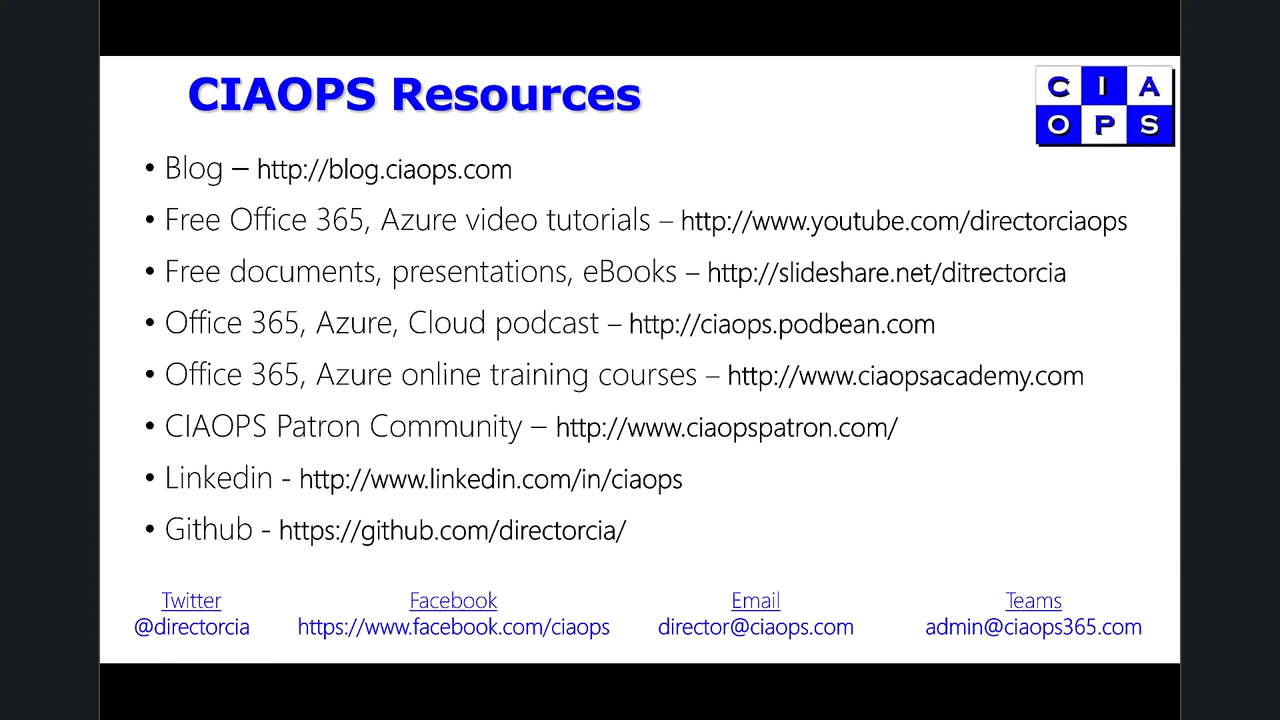 CIAOPS Resources
C I A
O P S
• Blog – http://blog.ciaops.com
• Free Office 365, Azure video tutorials – http://www.youtube.com/directorciaops
• Free documents, presentations, eBooks – http://slideshare.net/ditrectorcia
• Office 365, Azure, Cloud podcast – http://ciaops.podbean.com
• Office 365, Azure online training courses – http://www.ciaopsacademy.com
• CIAOPS Patron Community – http://www.ciaopspatron.com/
• Linkedin - http://www.linkedin.com/in/ciaops
• Github - https://github.com/directorcia/
Twitter Facebook Email Teams
@directorcia https://www.facebook.com/ciaops director@ciaops.com admin@ciaops365.com